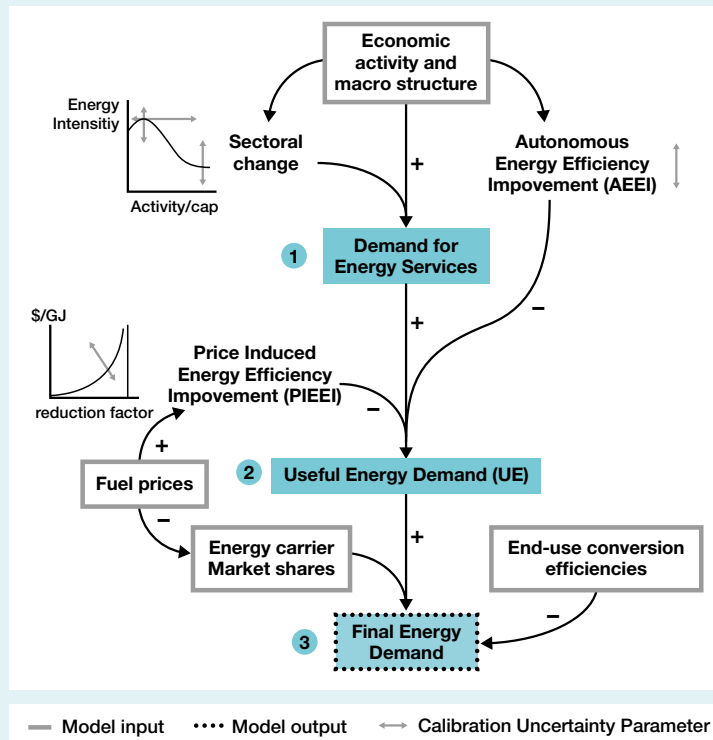 Economic
activity and
macro structure
Energy
Intensitiy
Activity/cap
Sectoral
change
+
Autonomous
Energy Efficiency
Impovement (AEEI)
1
Demand for
Energy Services
+
–
$/GJ
reduction factor
Price Induced
Energy Efficiency
Impovement (PIEEI)
–
+
Fuel prices
–
2
Useful Energy Demand (UE)
+
Energy carrier
Market shares
End-use conversion
efficiencies
–
3
Final Energy
Demand
Model input
Model output
Calibration Uncertainty Parameter